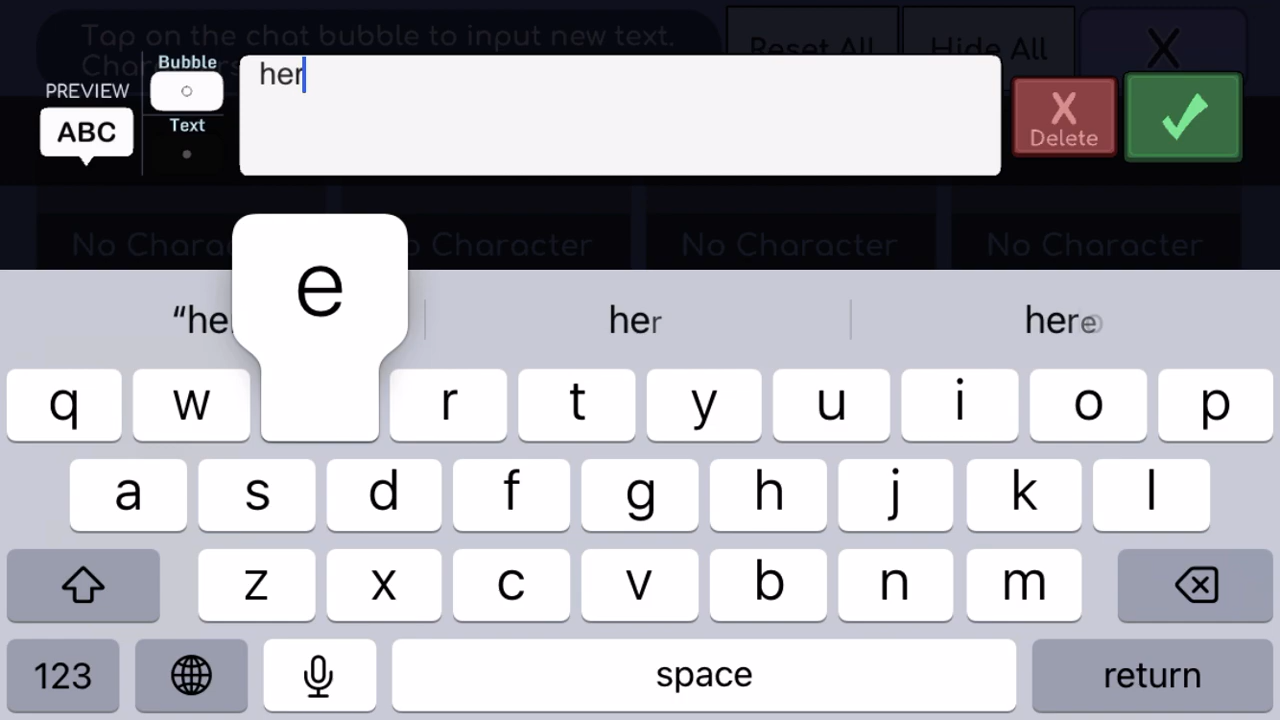 Tap on the chat bubble to input new text.
Reset All
Hide All
X
Bubble
PREVIEW
ABC
Text
her
X
Delete
No Character
No Character
No Character
"he
her
here
e
q w r t y u i o p
a s d f g h j k l
z x c v b n m
123
space
return